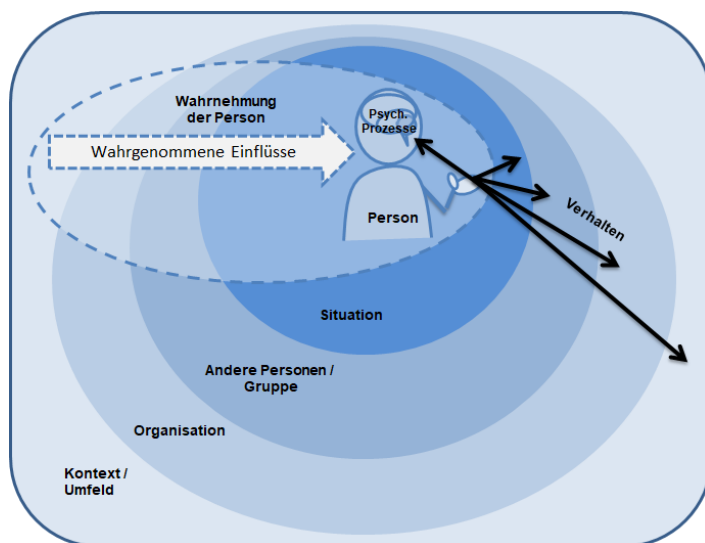 Wahrnehmung
der Person
Psych.
Prozesse
Wahrgenommene Einflüsse
Person
Verhalten
Situation
Andere Personen /
Gruppe
Organisation
Kontext /
Umfeld